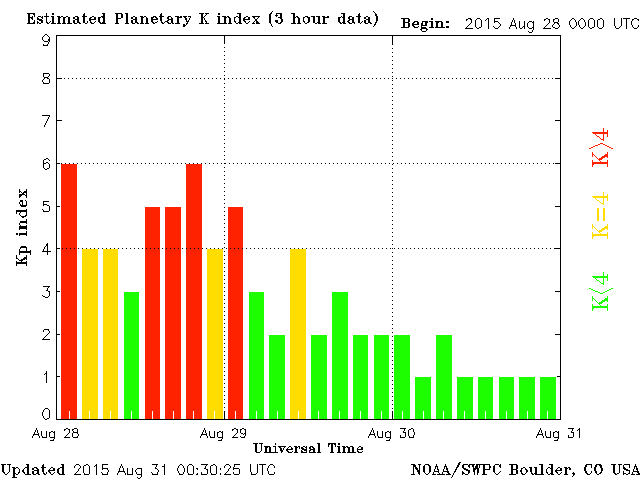 Estimated Planetary K index (3 hour data)
Begin: 2015 Aug 28 0000 UTC
9
8
7
6
5
4
3
2
1
0
Kp index
K>4
K=4
K<4
Aug 28
Aug 29
Aug 30
Aug 31
Universal Time
Updated 2015 Aug 31 00:30:25 UTC
NOAA/SWPC Boulder, CO USA